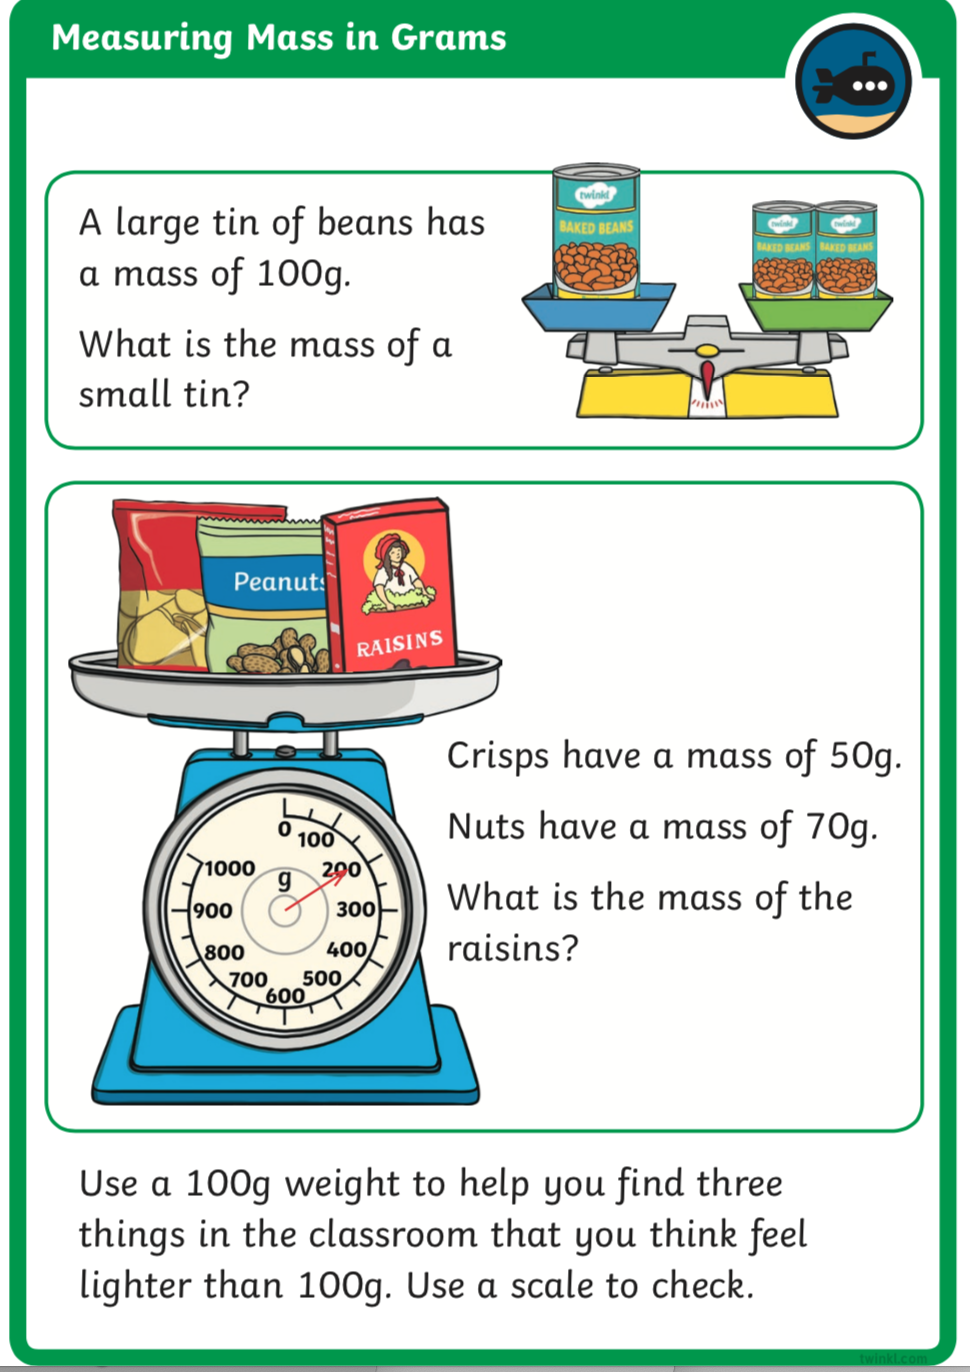 Measuring Mass in Grams
A large tin of beans has
a mass of 100g.
What is the mass of a
small tin?
twinkl
BAKED BEANS
twinkl
BAKED BEANS
twinkl
BAKED BEANS
Peanuts
RAISINS
0
100
200
300
400
500
600
700
800
900
1000
g
Crisps have a mass of 50g.
Nuts have a mass of 70g.
What is the mass of the
raisins?
Use a 100g weight to help you find three
things in the classroom that you think feel
lighter than 100g. Use a scale to check.
twinkl.com